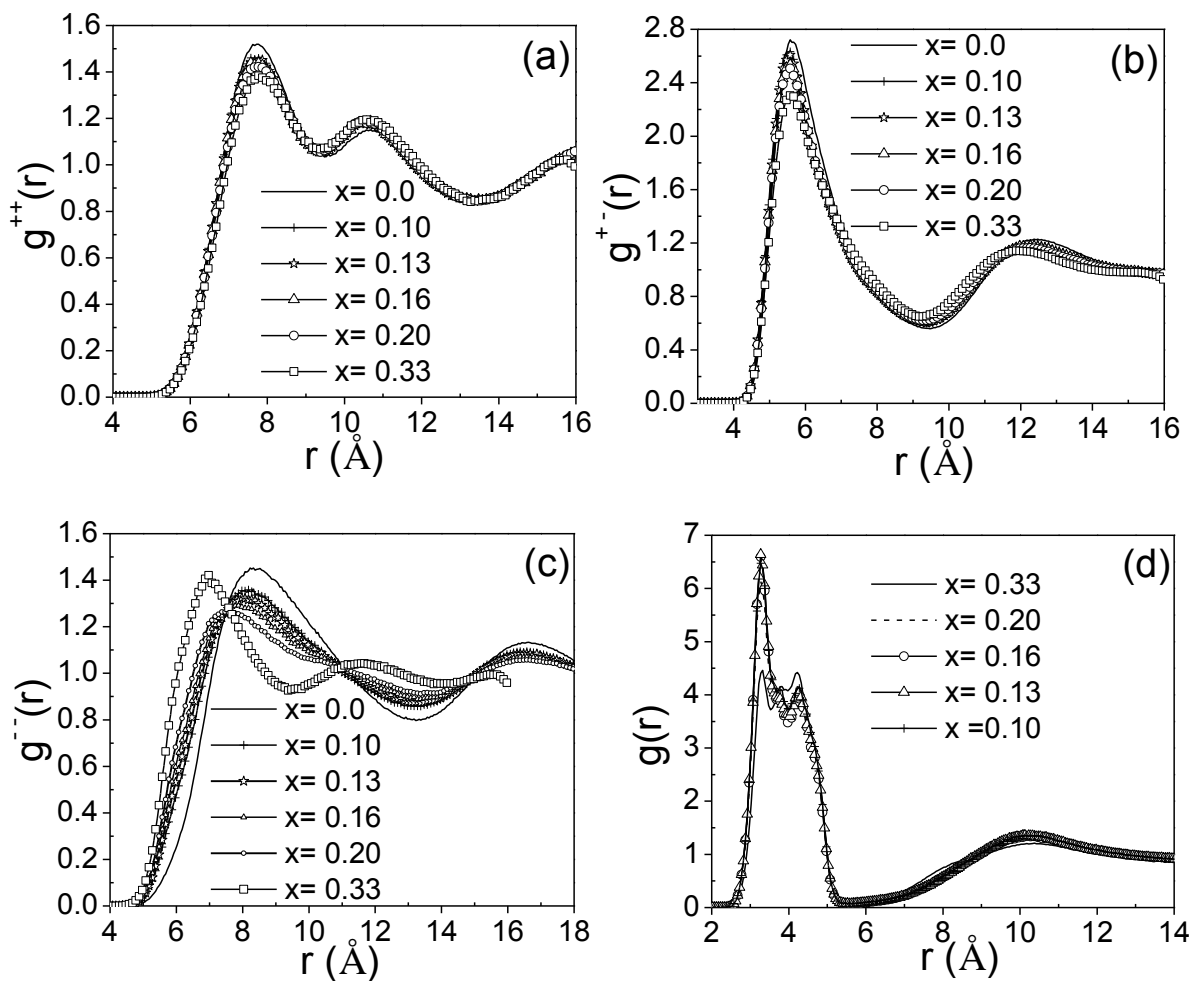 (a)
1.6
1.4
1.2
1.0
0.8
0.6
0.4
0.2
0.0
g++(r)
x= 0.0
x= 0.10
x= 0.13
x= 0.16
x= 0.20
x= 0.33
4 6 8 10 12 14 16
r (Å)
(b)
2.8
2.4
2.0
1.6
1.2
0.8
0.4
0.0
g+-(r)
x= 0.0
x= 0.10
x= 0.13
x= 0.16
x= 0.20
x= 0.33
4 6 8 10 12 14 16
r (Å)
(c)
1.6
1.4
1.2
1.0
0.8
0.6
0.4
0.2
0.0
g--(r)
x= 0.0
x= 0.10
x= 0.13
x= 0.16
x= 0.20
x= 0.33
4 6 8 10 12 14 16 18
r (Å)
(d)
7
6
5
4
3
2
1
0
g(r)
x= 0.33
x= 0.20
x= 0.16
x= 0.13
x =0.10
2 4 6 8 10 12 14
r (Å)